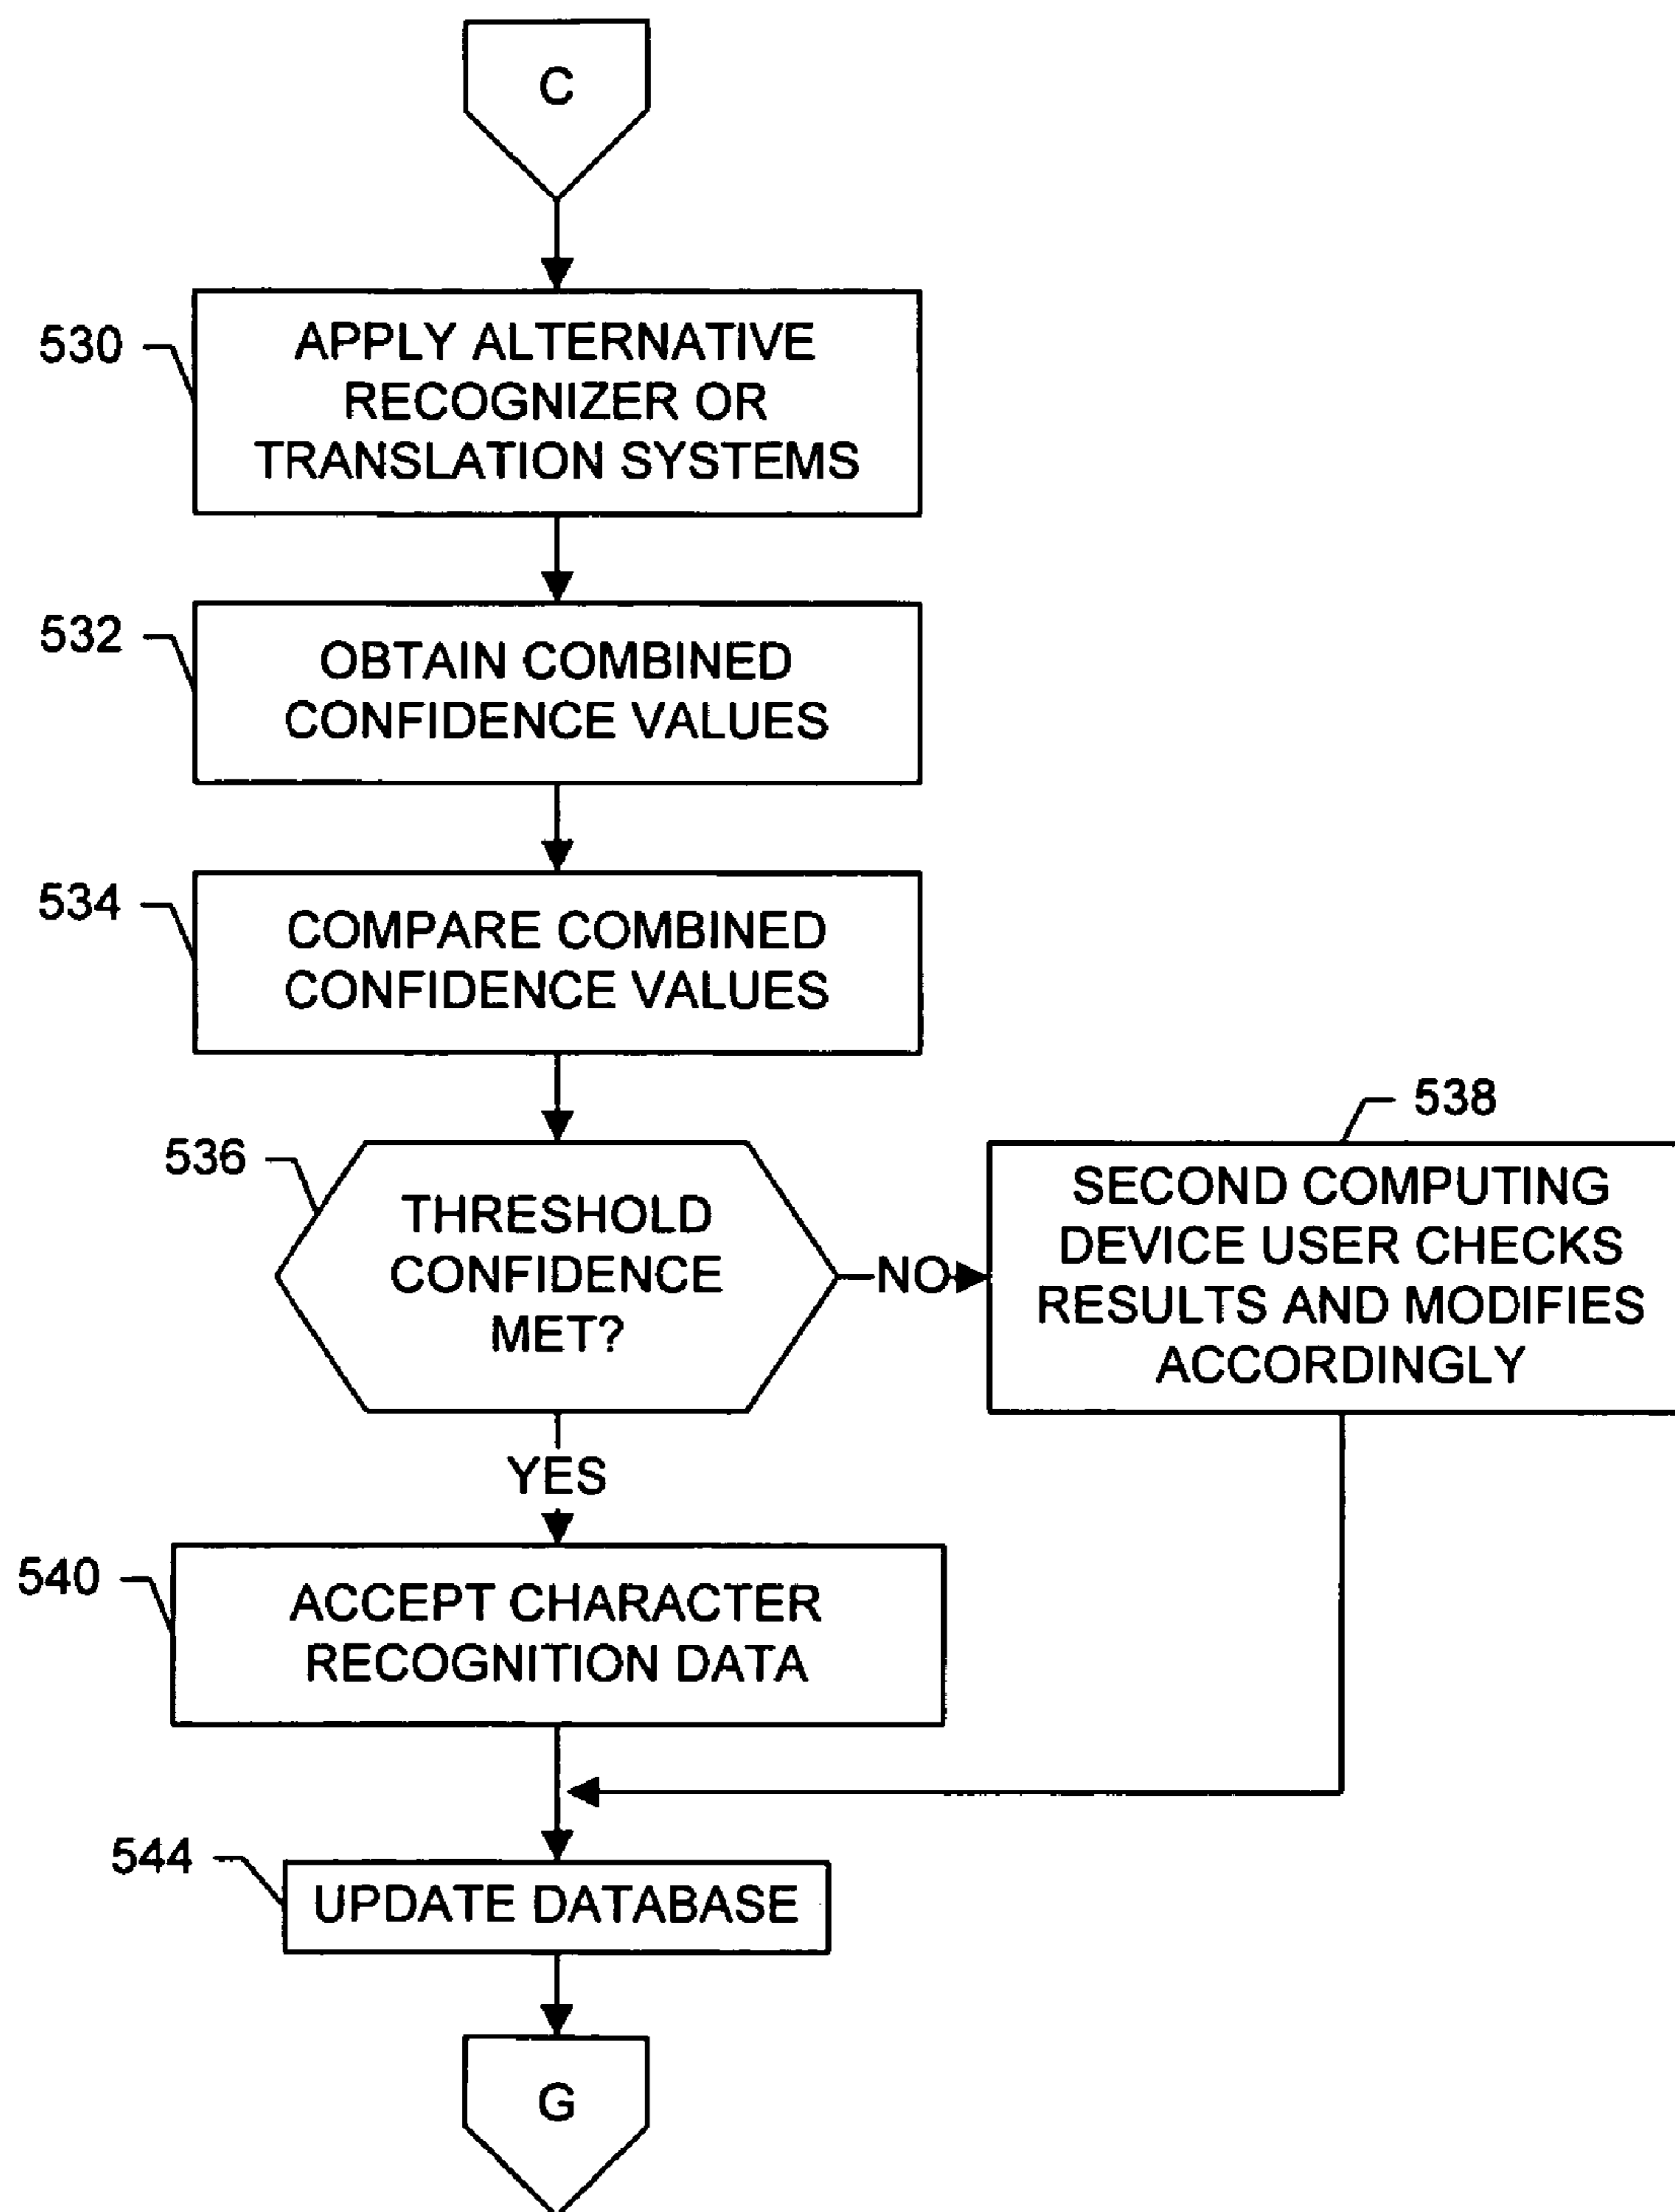 C
530
APPLY ALTERNATIVE
RECOGNIZER OR
TRANSLATION SYSTEMS
532
OBTAIN COMBINED
CONFIDENCE VALUES
534
COMPARE COMBINED
CONFIDENCE VALUES
536
THRESHOLD
CONFIDENCE
MET?
NO
538
SECOND COMPUTING
DEVICE USER CHECKS
RESULTS AND MODIFIES
ACCORDINGLY
YES
540
ACCEPT CHARACTER
RECOGNITION DATA
544
UPDATE DATABASE
G